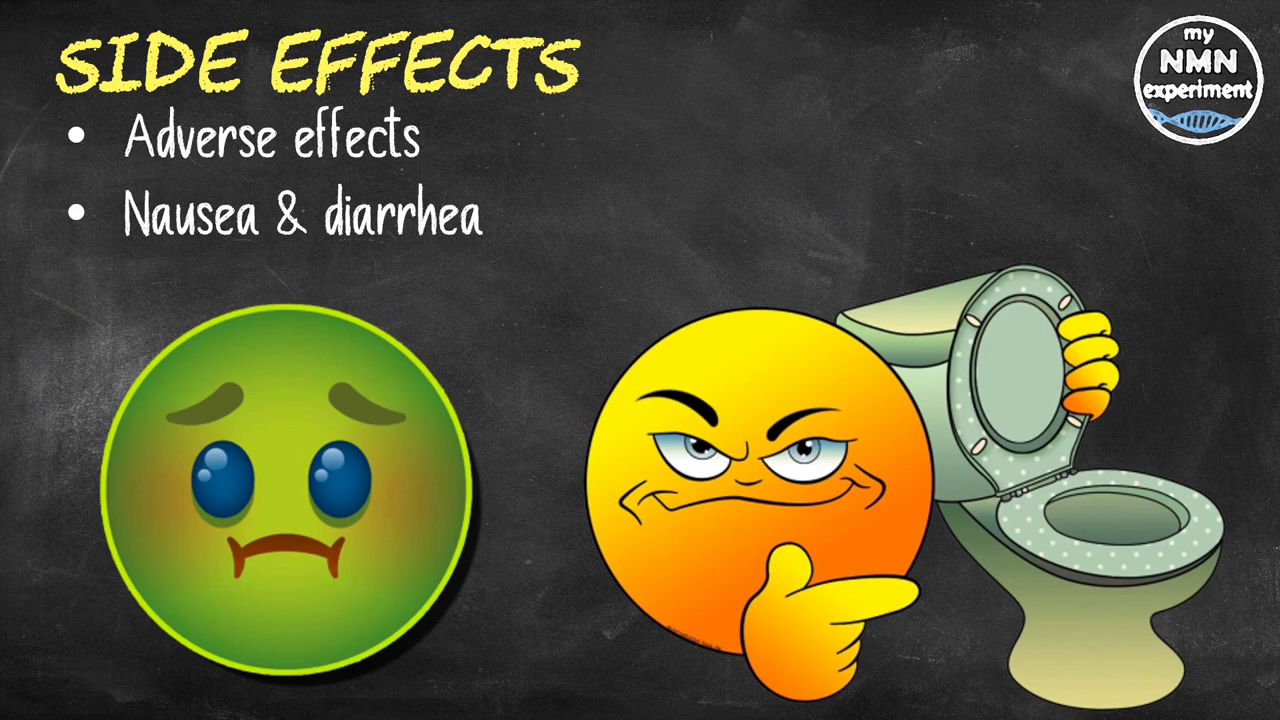 SIDE EFFECTS
• Adverse effects
• Nausea & diarrhea
my
NMN
experiment